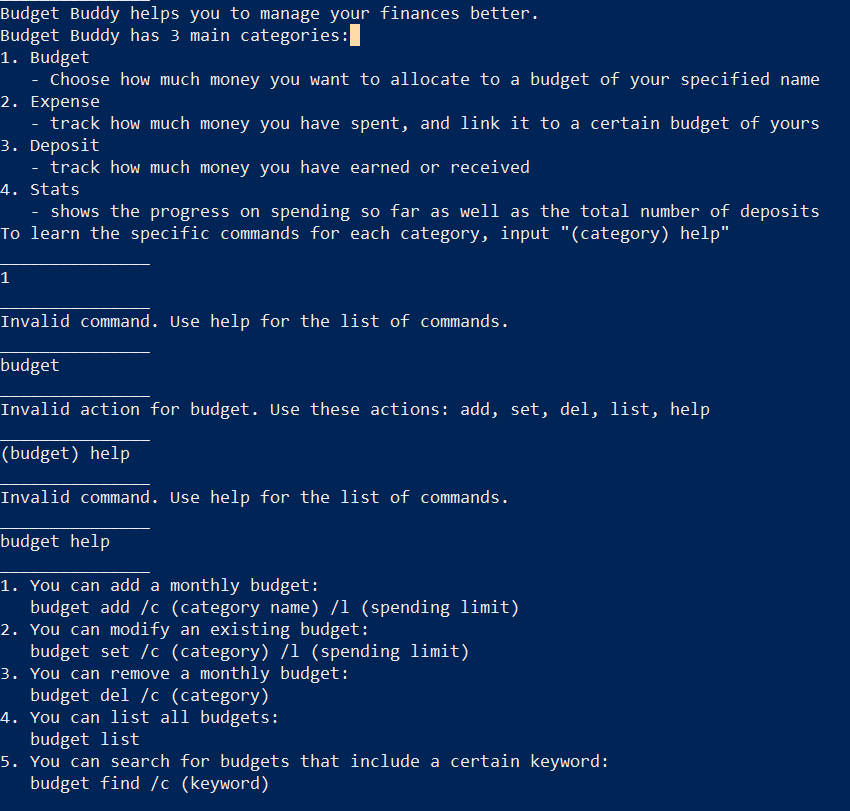 Budget Buddy helps you to manage your finances better.
Budget Buddy has 3 main categories:
1. Budget
   - Choose how much money you want to allocate to a budget of your specified name
2. Expense
   - track how much money you have spent, and link it to a certain budget of yours
3. Deposit
   - track how much money you have earned or received
4. Stats
   - shows the progress on spending so far as well as the total number of deposits
To learn the specific commands for each category, input "(category) help"
_______________
1
_______________
Invalid command. Use help for the list of commands.
_______________
budget
_______________
Invalid action for budget. Use these actions: add, set, del, list, help
_______________
(budget) help
_______________
Invalid command. Use help for the list of commands.
_______________
budget help
_______________
1. You can add a monthly budget:
   budget add /c (category name) /l (spending limit)
2. You can modify an existing budget:
   budget set /c (category) /l (spending limit)
3. You can remove a monthly budget:
   budget del /c (category)
4. You can list all budgets:
   budget list
5. You can search for budgets that include a certain keyword:
   budget find /c (keyword)